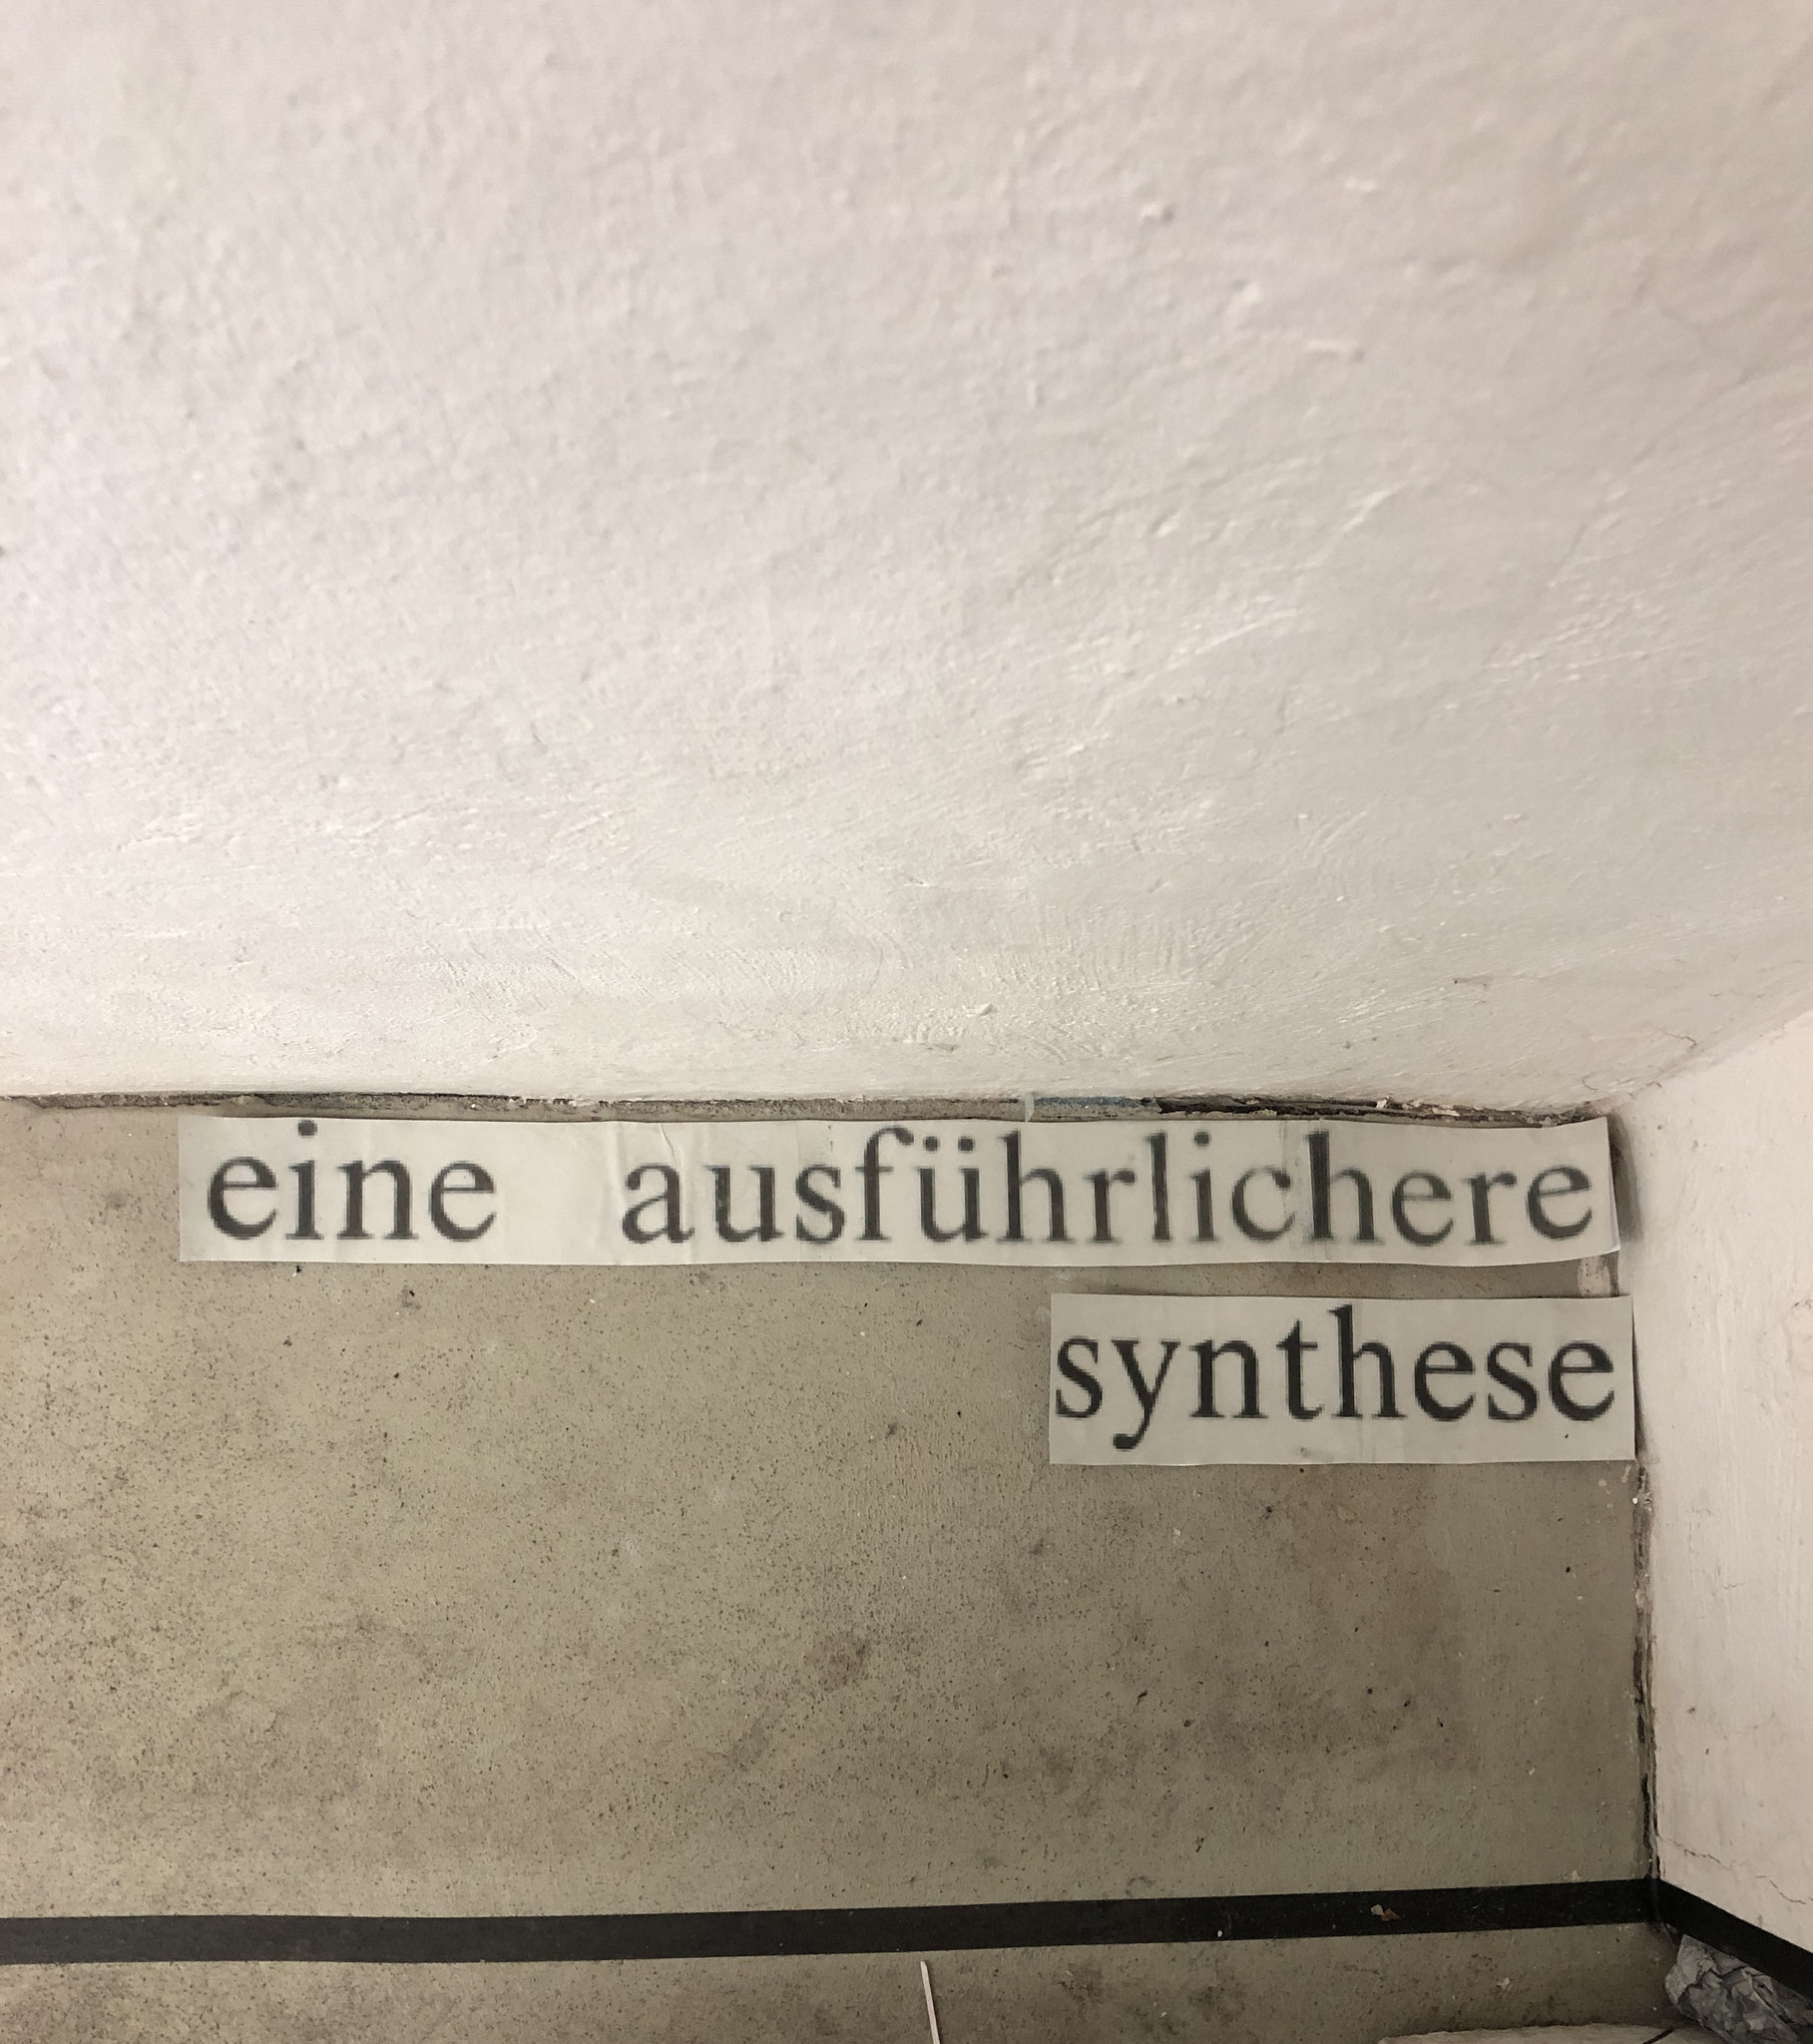 eine ausführlichere
synthese